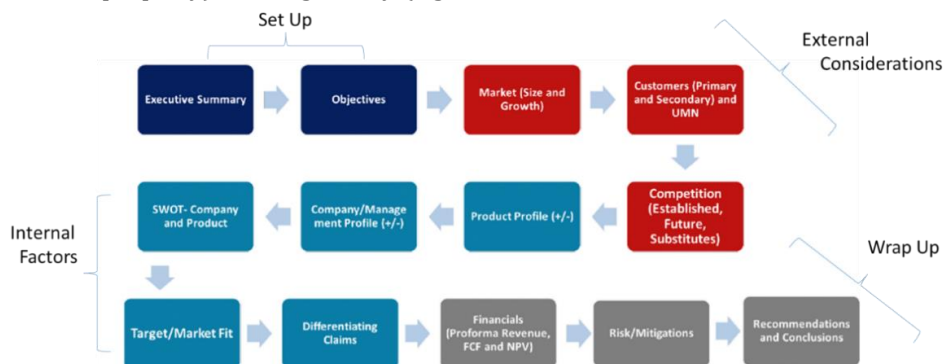 Set Up
External
Considerations
Executive Summary
Objectives
Market (Size and
Growth)
Customers (Primary
and Secondary) and
UMN
SWOT- Company
and Product
Company/Manage
ment Profile (+/-)
Product Profile (+/-)
Competition
(Established,
Future,
Substitutes)
Internal
Factors
Wrap Up
Target/Market Fit
Differentiating
Claims
Financials
(Proforma Revenue,
FCF and NPV)
Risk/Mitigations
Recommendations
and Conclusions